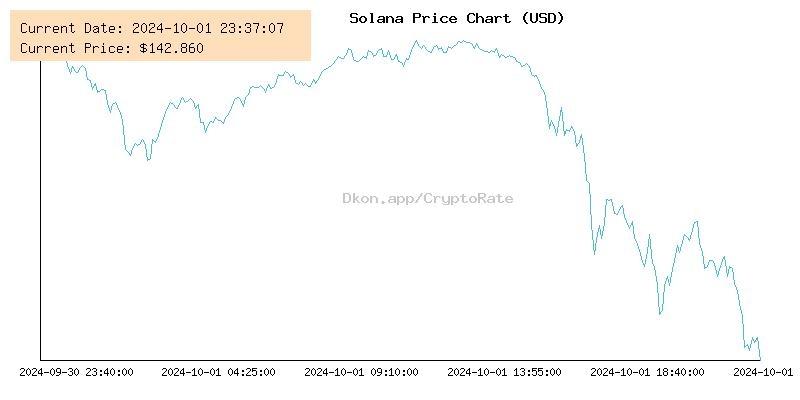 Solana Price Chart (USD)
Current Date: 2024-10-01 23:37:07
Current Price: $142.860
Dkon.app/CryptoRate
2024-09-30 23:40:00
2024-10-01 04:25:00
2024-10-01 09:10:00
2024-10-01 13:55:00
2024-10-01 18:40:00
2024-10-01